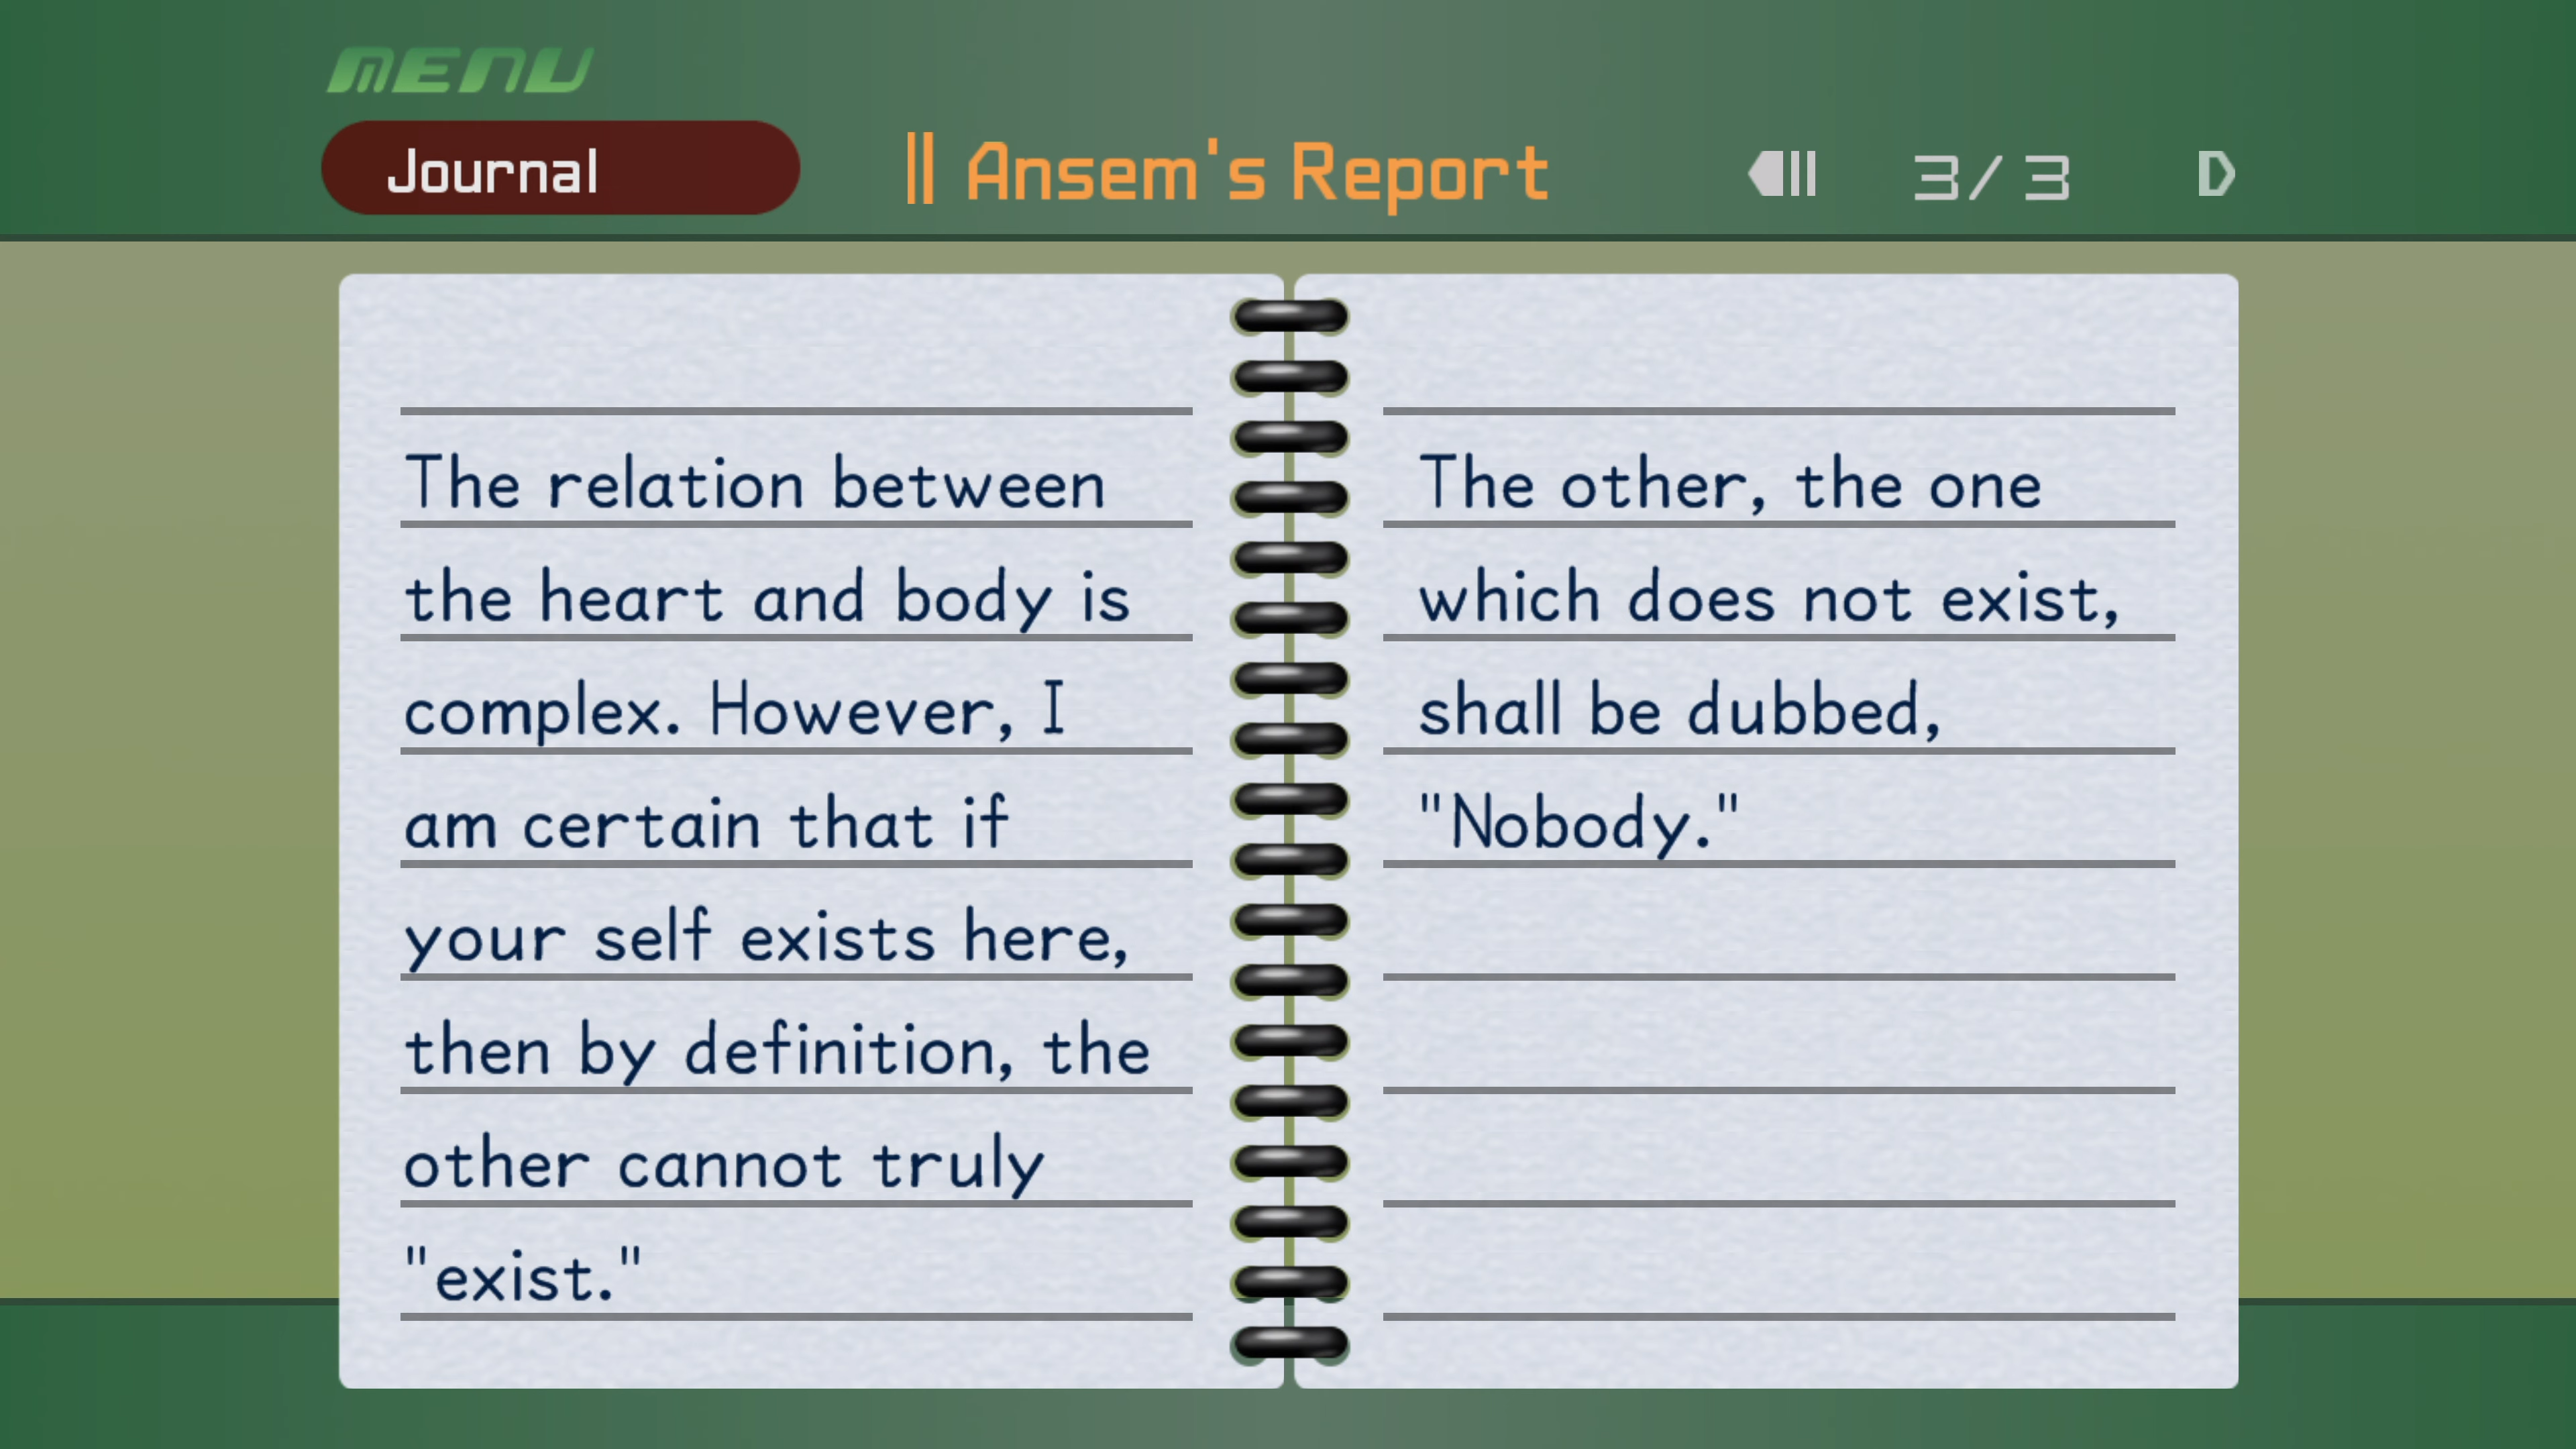 MENU
Journal
Ansem's Report
3/3
The relation between
the heart and body is
complex. However, I
am certain that if
your self exists here,
then by definition, the
other cannot truly
"exist."
The other, the one
which does not exist,
shall be dubbed,
"Nobody."